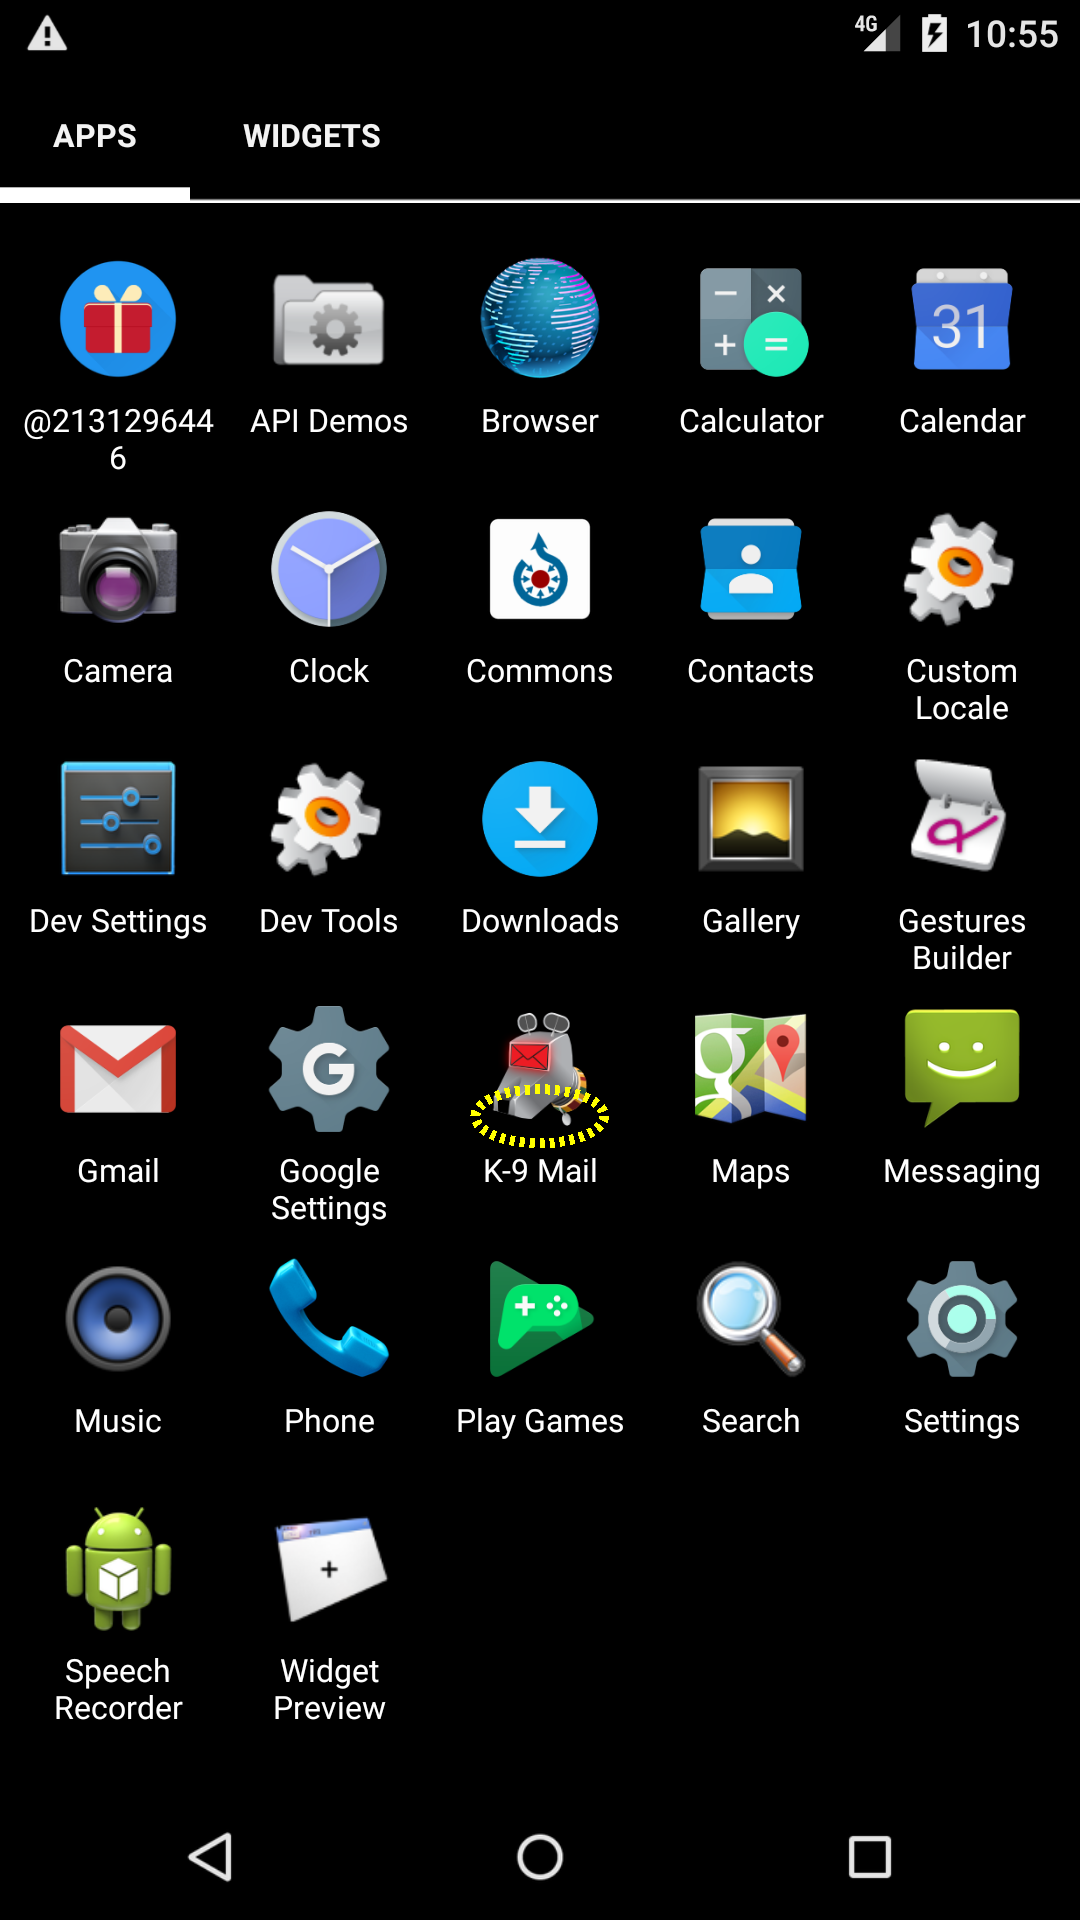 4G 10:55
APPS WIDGETS
31
@213129644
6
API Demos
Browser
Calculator
Calendar
Camera
Clock
Commons
Contacts
Custom
Locale
Dev Settings
Dev Tools
Downloads
Gallery
Gestures
Builder
Gmail
Google
Settings
K-9 Mail
Maps
Messaging
Music
Phone
Play Games
Search
Settings
Speech
Recorder
Widget
Preview